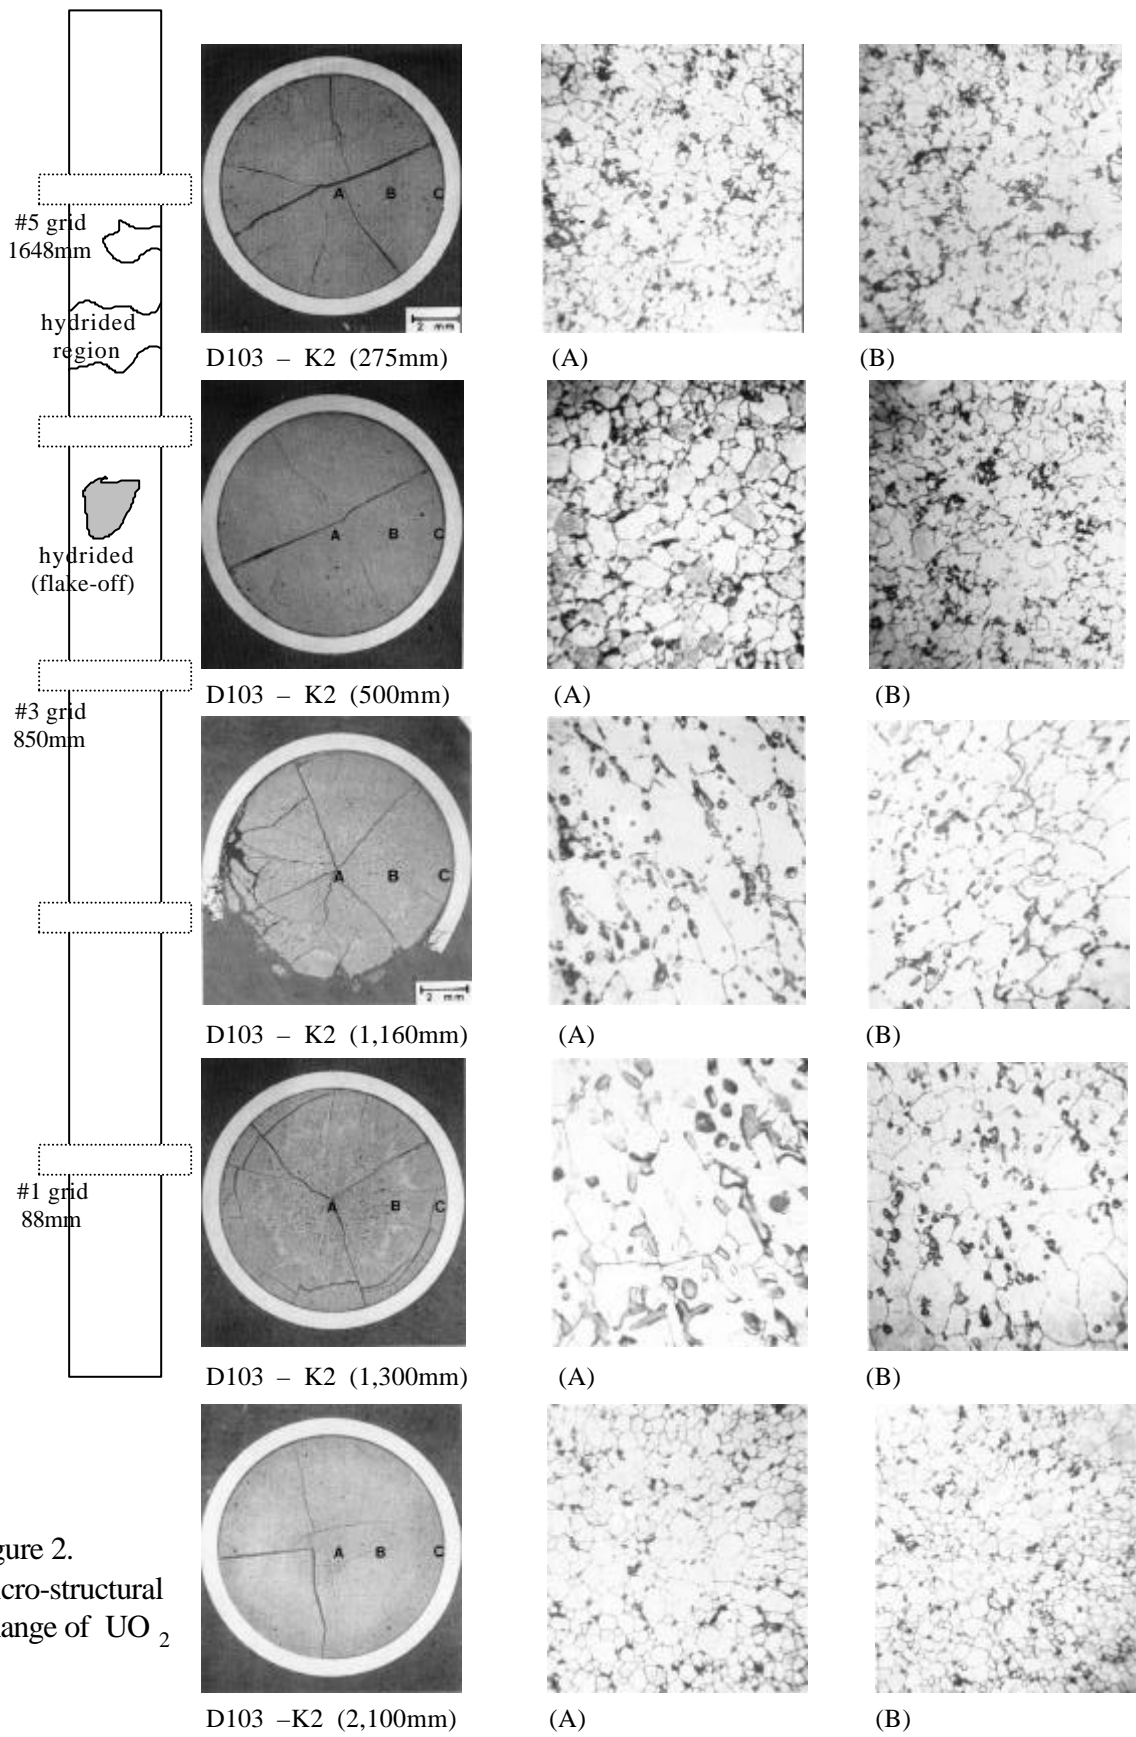 #5 grid
1648mm
hydrided
region
hydrided
(flake-off)
#3 grid
850mm
#1 grid
88mm
A B C
2 mm
D103 – K2 (275mm) (A) (B)
A B C
D103 – K2 (500mm) (A) (B)
A B C
2 mm
D103 – K2 (1,160mm) (A) (B)
A B C
D103 – K2 (1,300mm) (A) (B)
A B C
D103 –K2 (2,100mm) (A) (B)
gure 2.
cro-structural
ange of UO 2